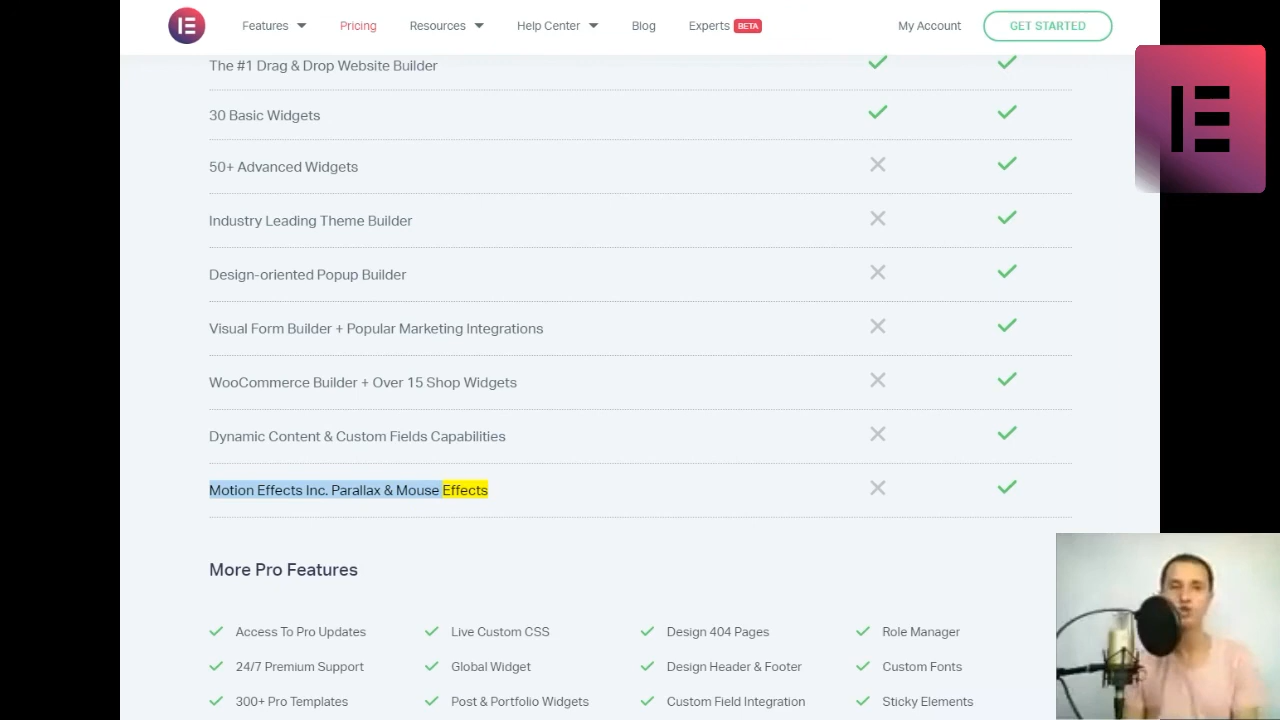 Features Pricing Resources Help Center Blog Experts BETA My Account GET STARTED
The #1 Drag & Drop Website Builder
30 Basic Widgets
50+ Advanced Widgets
Industry Leading Theme Builder
Design-oriented Popup Builder
Visual Form Builder + Popular Marketing Integrations
WooCommerce Builder + Over 15 Shop Widgets
Dynamic Content & Custom Fields Capabilities
Motion Effects Inc. Parallax & Mouse Effects
More Pro Features
Access To Pro Updates Live Custom CSS Design 404 Pages Role Manager
24/7 Premium Support Global Widget Design Header & Footer Custom Fonts
300+ Pro Templates Post & Portfolio Widgets Custom Field Integration Sticky Elements